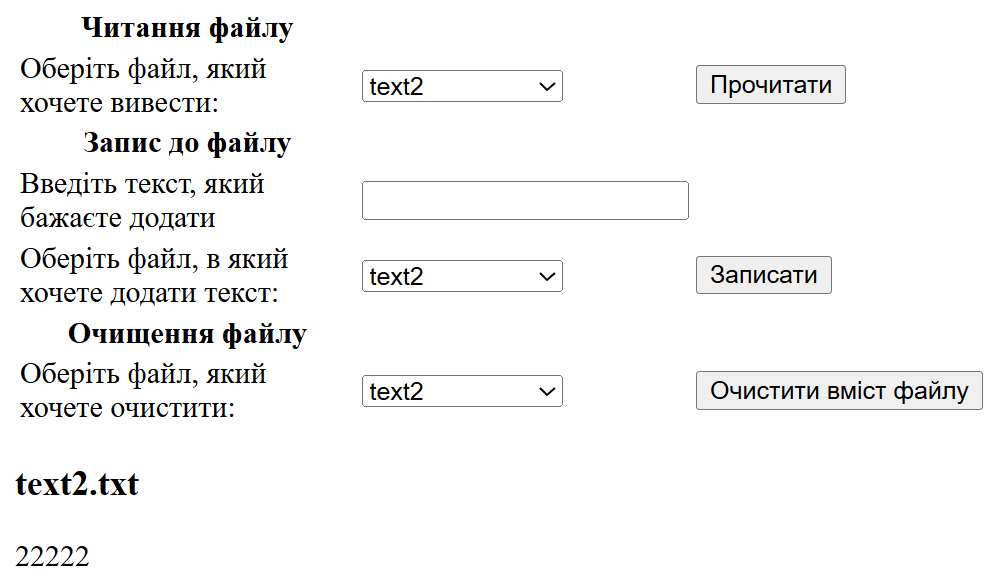 Читання файлу
Оберіть файл, який
хочете вивести:
text2
Прочитати
Запис до файлу
Введіть текст, який
бажаєте додати
Оберіть файл, в який
хочете додати текст:
text2
Записати
Очищення файлу
Оберіть файл, який
хочете очистити:
text2
Очистити вміст файлу
text2.txt
22222